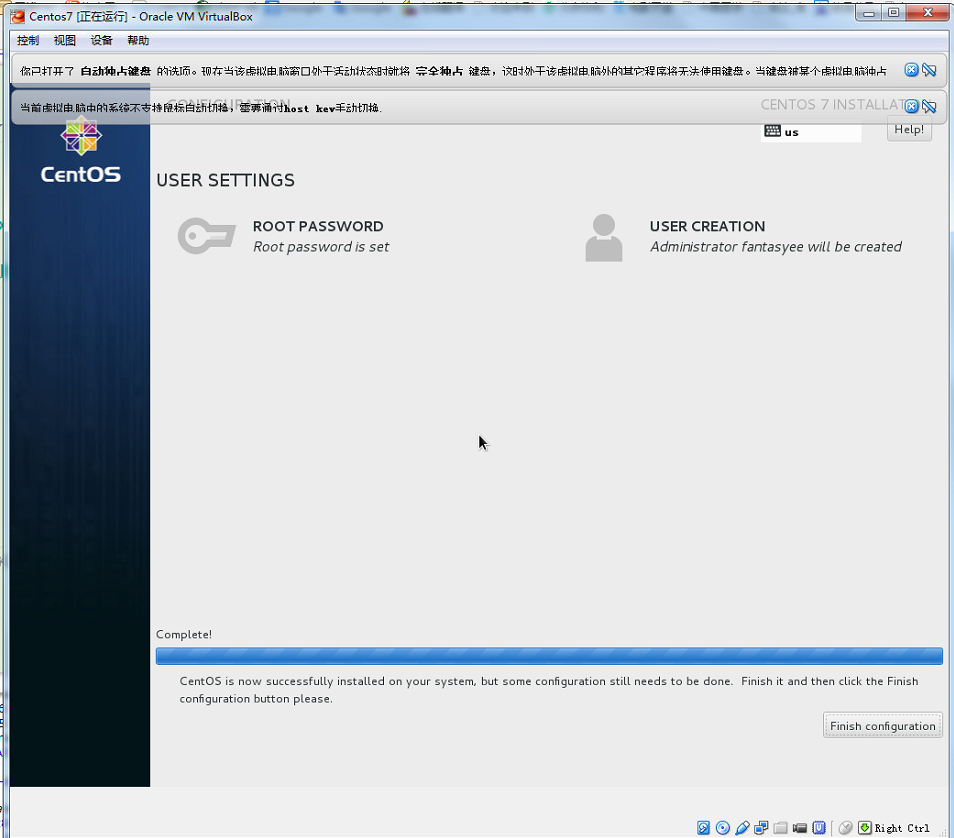 Centos7 [正在运行] - Oracle VM VirtualBox
控制 视图 设备 帮助
你已打开了 自动独占键盘 的选项。现在当该虚拟电脑窗口处于活动状态时就将 完全独占 键盘，这时处于该虚拟电脑外的其它程序将无法使用键盘。当键盘被某个虚拟电脑独占
当前虚拟电脑中的系统不支持鼠标自动切换，需要通过host key手动切换.
CONFIGURATION
CENTOS 7 INSTALLAT
us
Help!
CentOS
USER SETTINGS
ROOT PASSWORD
Root password is set
USER CREATION
Administrator fantasyee will be created
Complete!
CentOS is now successfully installed on your system, but some configuration still needs to be done. Finish it and then click the Finish
configuration button please.
Finish configuration
Right Ctrl